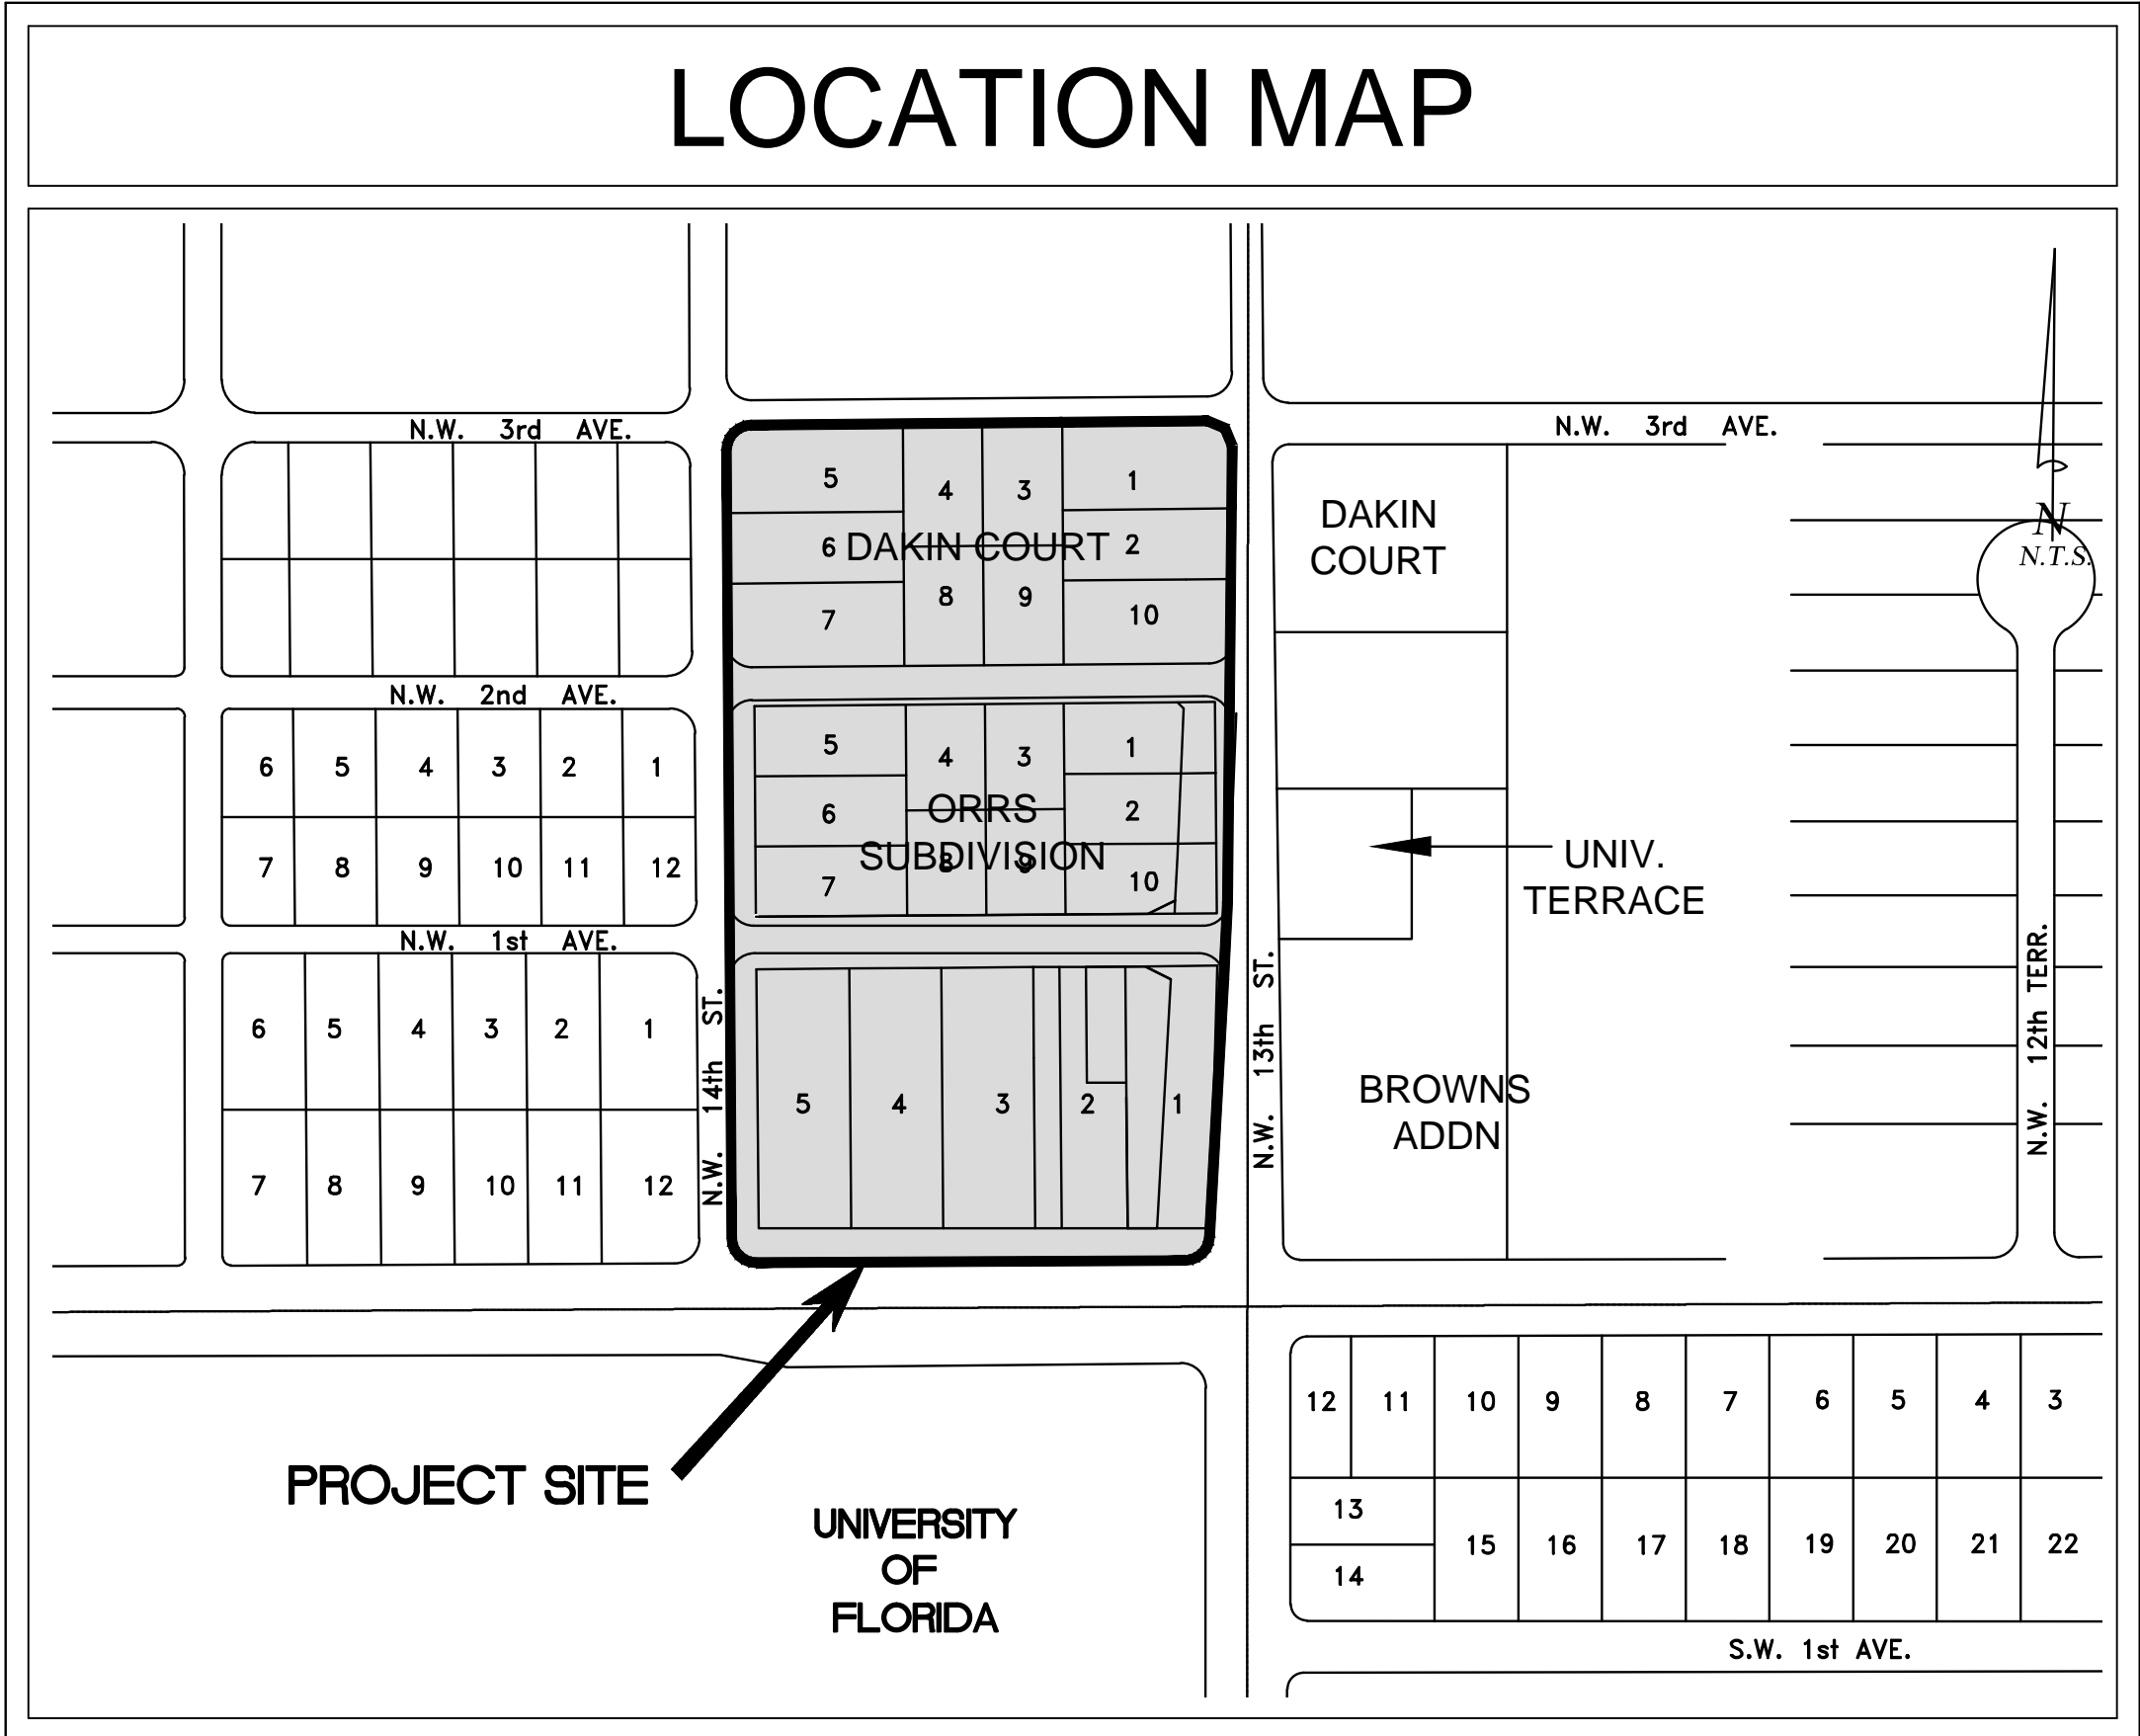 LOCATION MAP
N.W. 3rd AVE.
N.W. 3rd AVE.
5
4
3
1
DAKIN
COURT
N
N.T.S.
6
DAKIN COURT
2
7
8
9
10
N.W. 2nd AVE.
6 5 4 3 2 1
7 8 9 10 11 12
5
4
3
1
6
ORRS
SUBDIVISION
2
7
8
9
10
UNIV.
TERRACE
N.W. 1st AVE.
6 5 4 3 2 1
7 8 9 10 11 12
N.W. 14th ST.
5 4 3 2 1
N.W. 13th ST.
BROWNS
ADDN
N.W. 12th TERR.
PROJECT SITE
UNIVERSITY
OF
FLORIDA
12 11 10 9 8 7 6 5 4 3
13
14
15 16 17 18 19 20 21 22
S.W. 1st AVE.